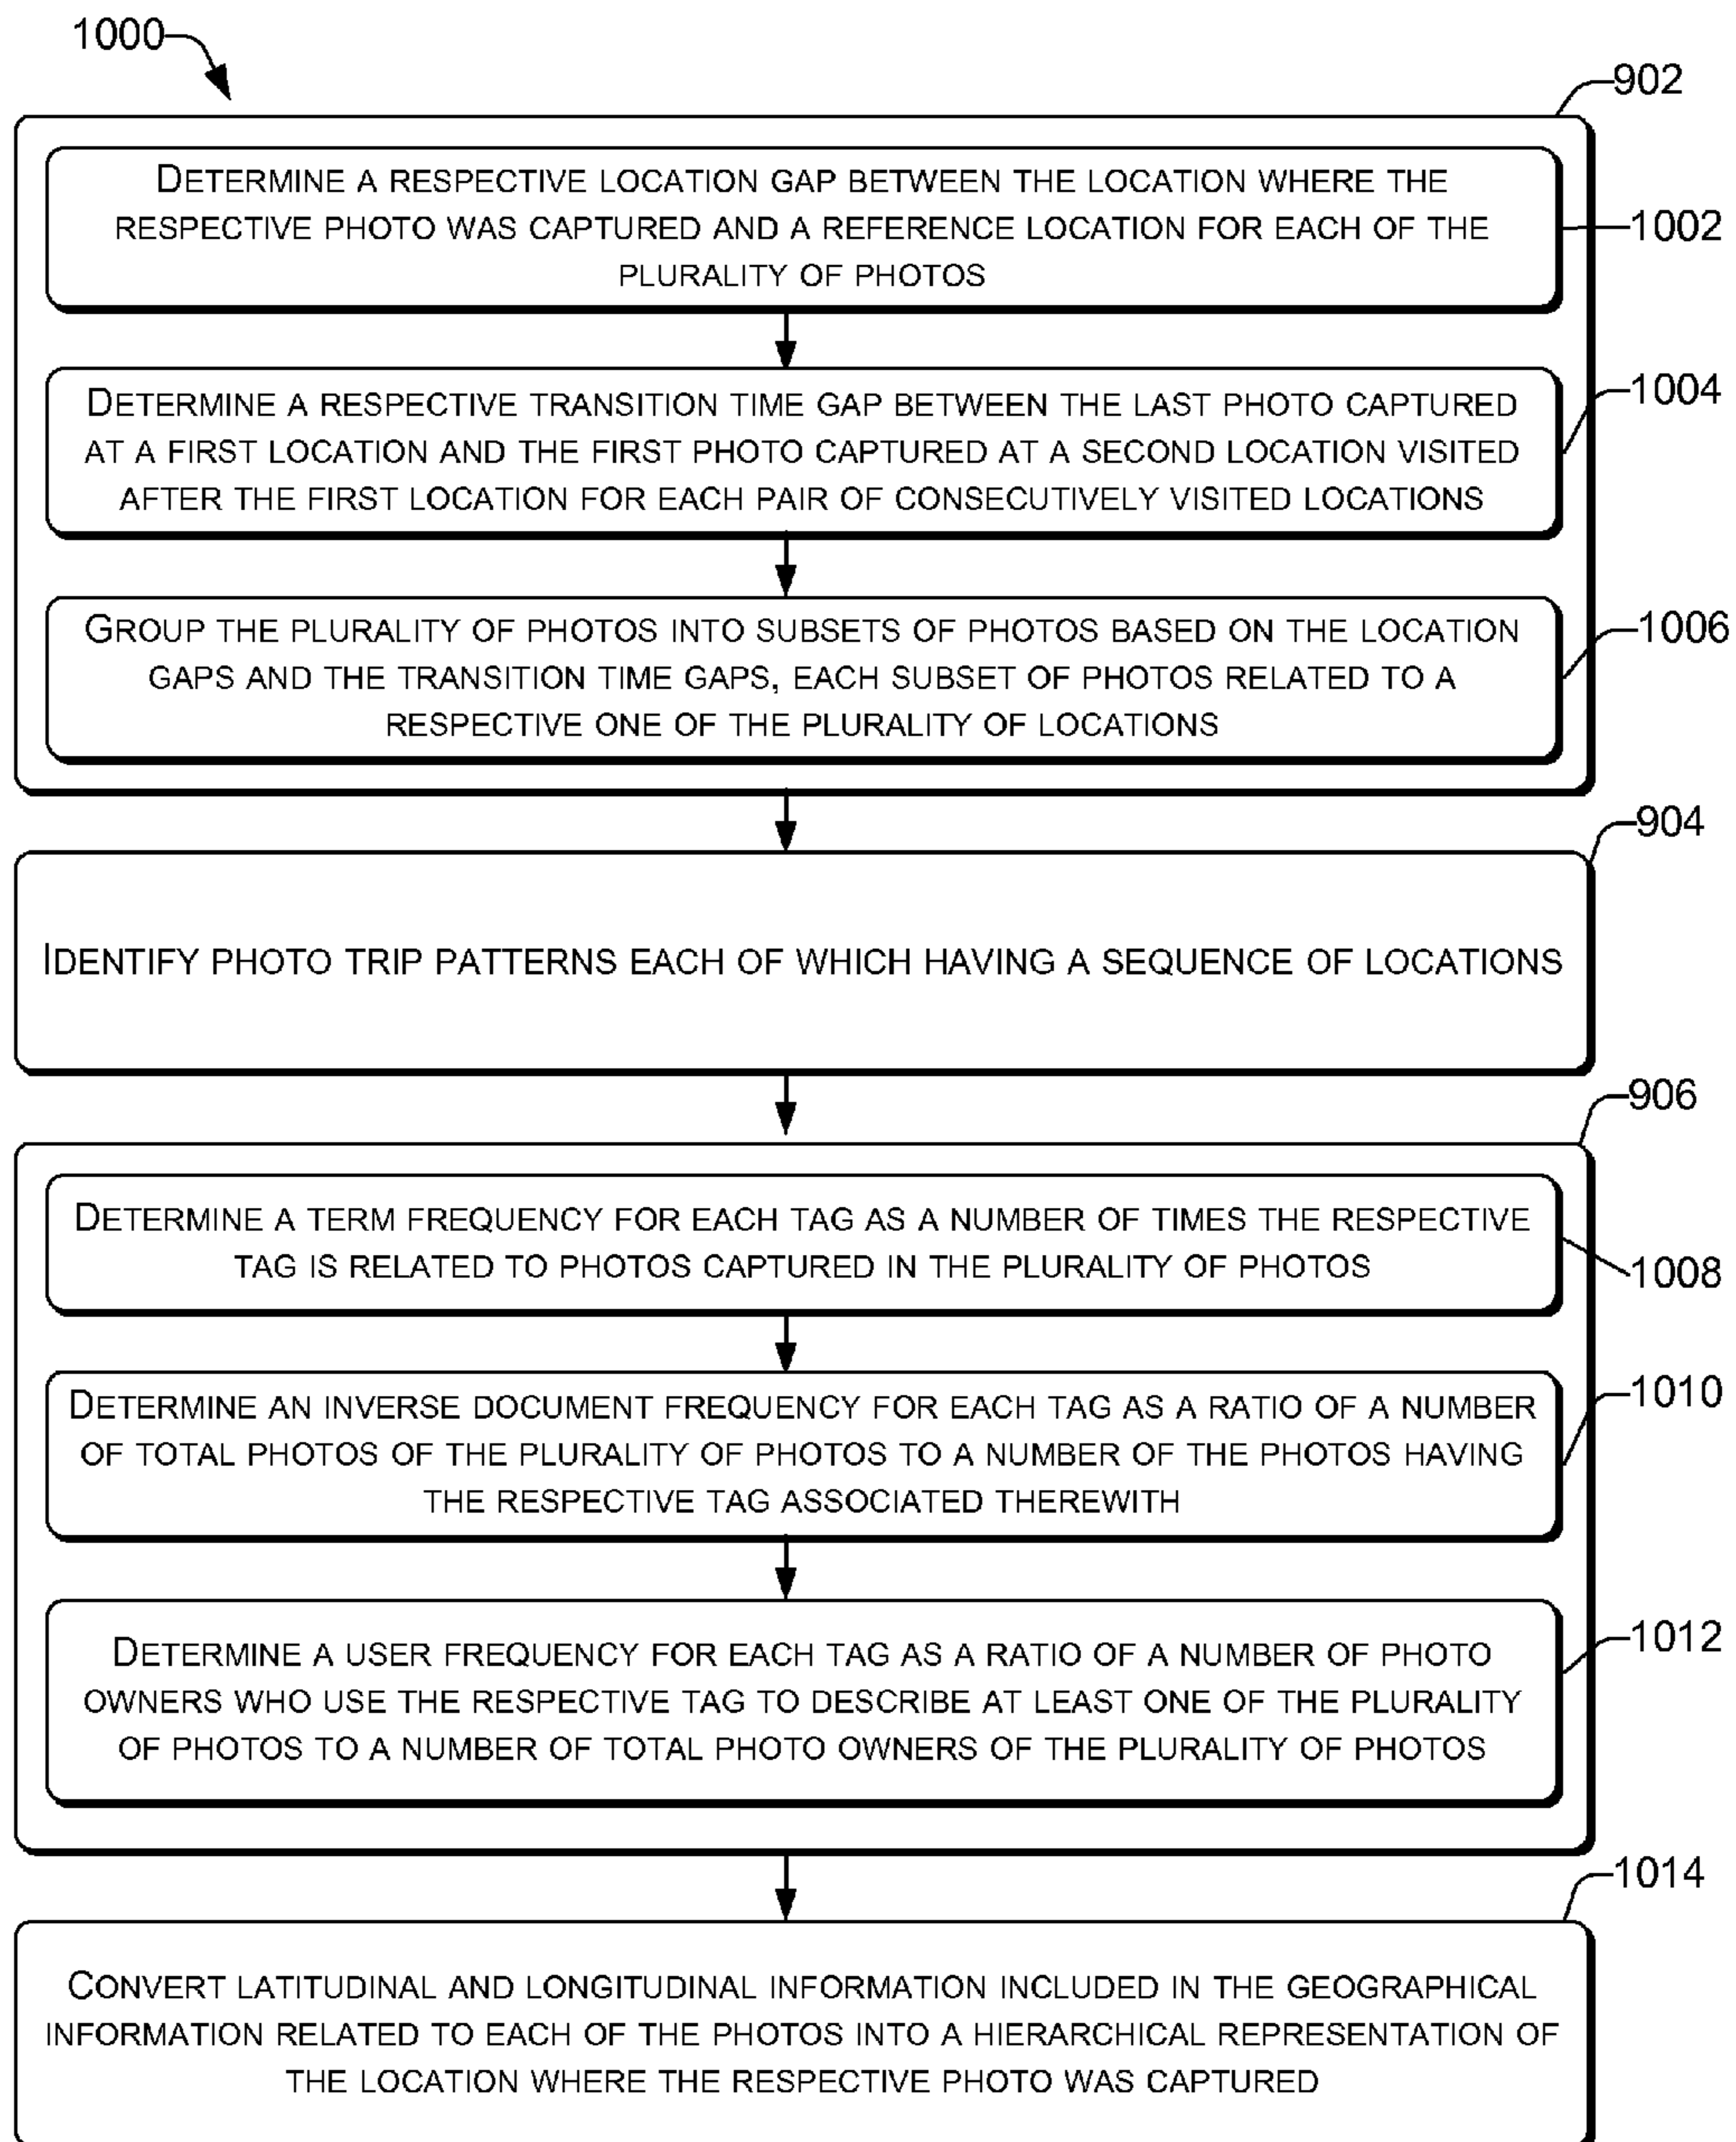 1000
902
DETERMINE A RESPECTIVE LOCATION GAP BETWEEN THE LOCATION WHERE THE
RESPECTIVE PHOTO WAS CAPTURED AND A REFERENCE LOCATION FOR EACH OF THE
PLURALITY OF PHOTOS
1002
DETERMINE A RESPECTIVE TRANSITION TIME GAP BETWEEN THE LAST PHOTO CAPTURED
AT A FIRST LOCATION AND THE FIRST PHOTO CAPTURED AT A SECOND LOCATION VISITED
AFTER THE FIRST LOCATION FOR EACH PAIR OF CONSECUTIVELY VISITED LOCATIONS
1004
GROUP THE PLURALITY OF PHOTOS INTO SUBSETS OF PHOTOS BASED ON THE LOCATION
GAPS AND THE TRANSITION TIME GAPS, EACH SUBSET OF PHOTOS RELATED TO A
RESPECTIVE ONE OF THE PLURALITY OF LOCATIONS
1006
904
IDENTIFY PHOTO TRIP PATTERNS EACH OF WHICH HAVING A SEQUENCE OF LOCATIONS
906
DETERMINE A TERM FREQUENCY FOR EACH TAG AS A NUMBER OF TIMES THE RESPECTIVE
TAG IS RELATED TO PHOTOS CAPTURED IN THE PLURALITY OF PHOTOS
1008
DETERMINE AN INVERSE DOCUMENT FREQUENCY FOR EACH TAG AS A RATIO OF A NUMBER
OF TOTAL PHOTOS OF THE PLURALITY OF PHOTOS TO A NUMBER OF THE PHOTOS HAVING
THE RESPECTIVE TAG ASSOCIATED THEREWITH
1010
DETERMINE A USER FREQUENCY FOR EACH TAG AS A RATIO OF A NUMBER OF PHOTO
OWNERS WHO USE THE RESPECTIVE TAG TO DESCRIBE AT LEAST ONE OF THE PLURALITY
OF PHOTOS TO A NUMBER OF TOTAL PHOTO OWNERS OF THE PLURALITY OF PHOTOS
1012
1014
CONVERT LATITUDINAL AND LONGITUDINAL INFORMATION INCLUDED IN THE GEOGRAPHICAL
INFORMATION RELATED TO EACH OF THE PHOTOS INTO A HIERARCHICAL REPRESENTATION OF
THE LOCATION WHERE THE RESPECTIVE PHOTO WAS CAPTURED